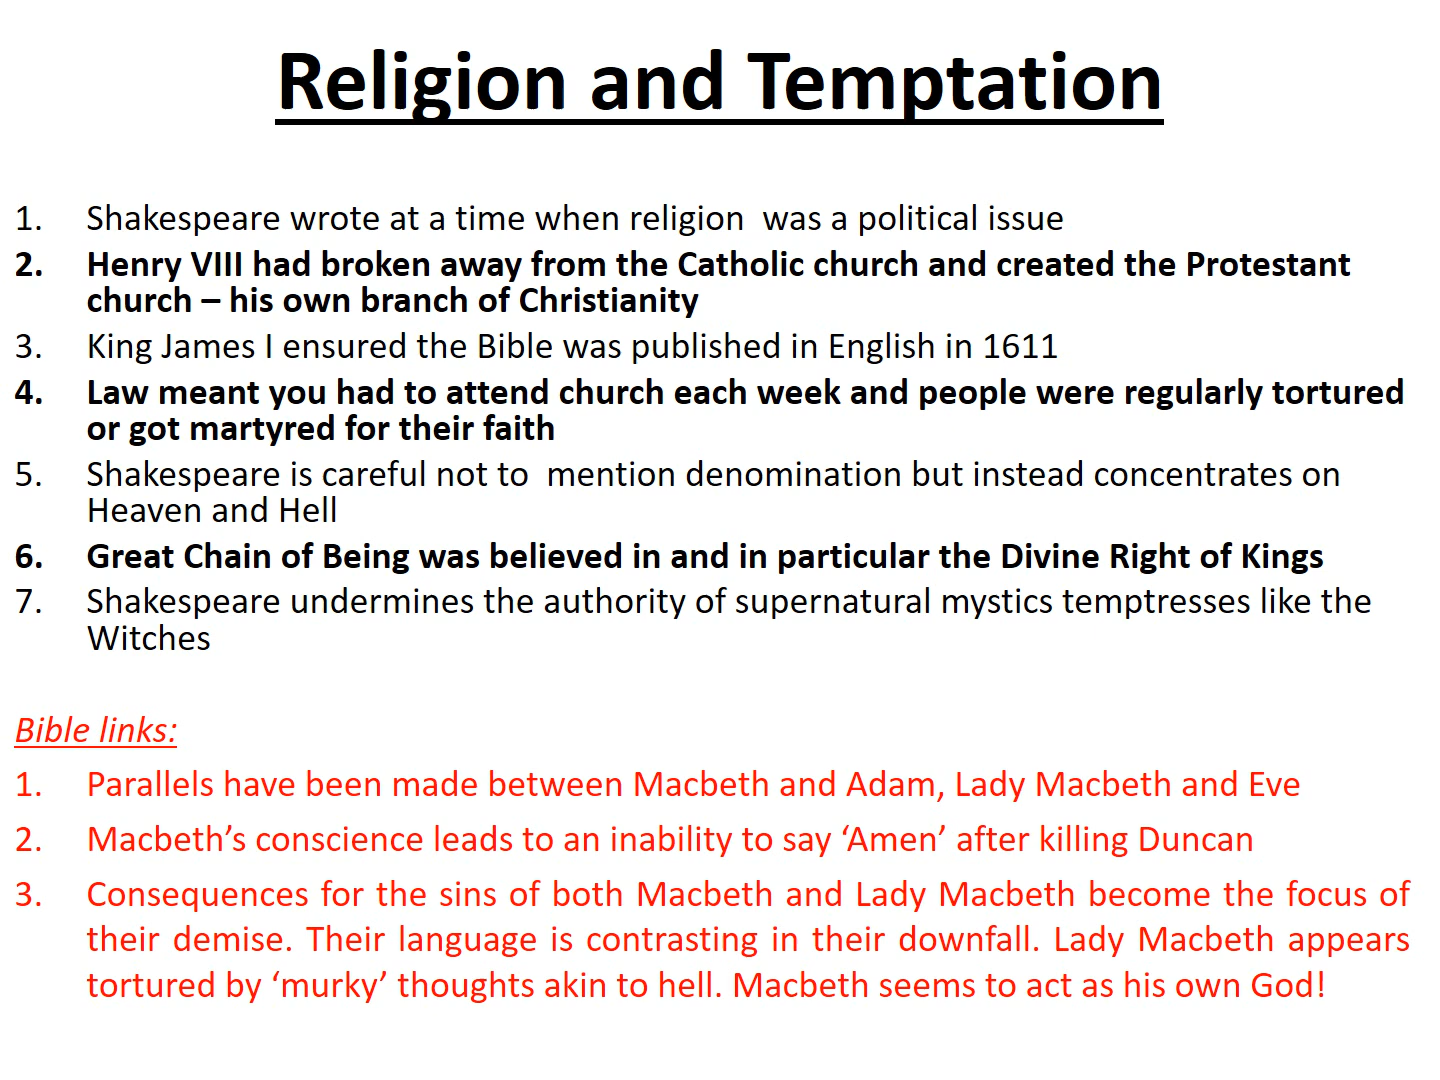 Religion and Temptation
1. Shakespeare wrote at a time when religion  was a political issue
2. Henry VIII had broken away from the Catholic church and created the Protestant
church – his own branch of Christianity
3. King James I ensured the Bible was published in English in 1611
4. Law meant you had to attend church each week and people were regularly tortured
or got martyred for their faith
5. Shakespeare is careful not to  mention denomination but instead concentrates on
Heaven and Hell
6. Great Chain of Being was believed in and in particular the Divine Right of Kings
7. Shakespeare undermines the authority of supernatural mystics temptresses like the
Witches
Bible links:
1. Parallels have been made between Macbeth and Adam, Lady Macbeth and Eve
2. Macbeth’s conscience leads to an inability to say ‘Amen’ after killing Duncan
3. Consequences for the sins of both Macbeth and Lady Macbeth become the focus of
their demise. Their language is contrasting in their downfall. Lady Macbeth appears
tortured by ‘murky’ thoughts akin to hell. Macbeth seems to act as his own God!